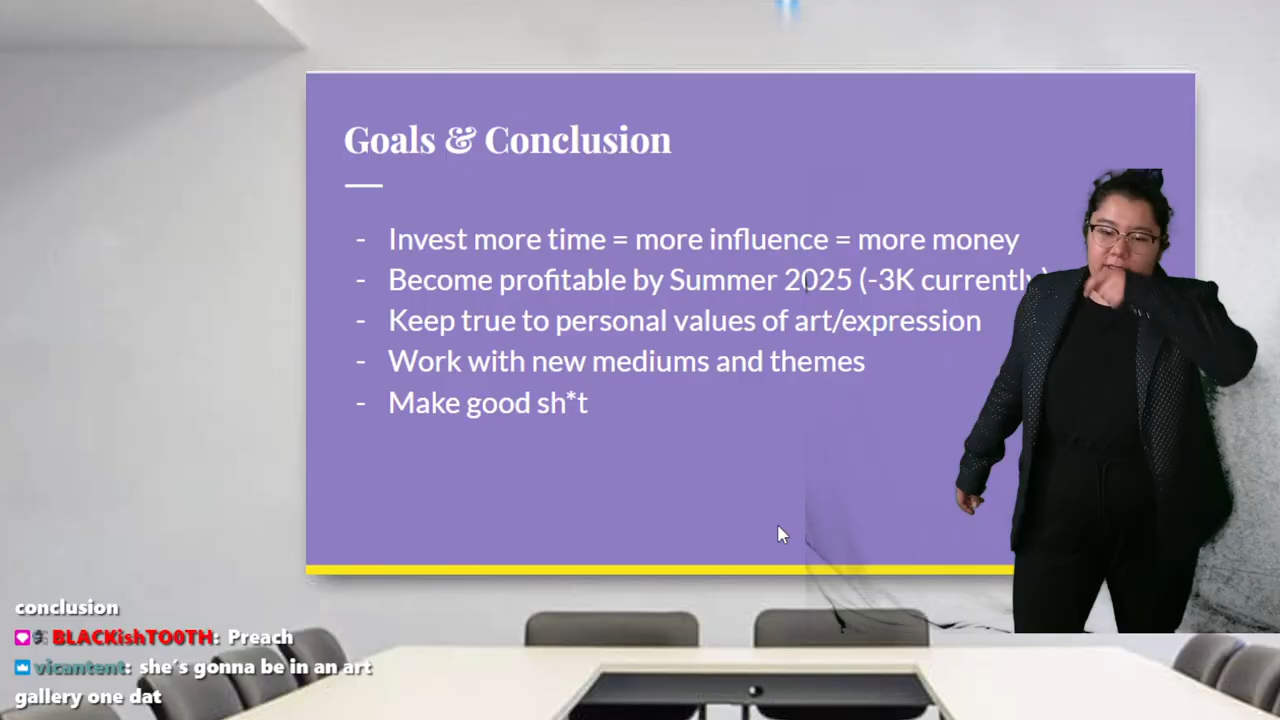 Goals & Conclusion
- Invest more time = more influence = more money
- Become profitable by Summer 2025 (-3K currently)
- Keep true to personal values of art/expression
- Work with new mediums and themes
- Make good sh*t
conclusion
BLACKishTO0TH: Preach
vicantent: she's gonna be in an art
gallery one dat